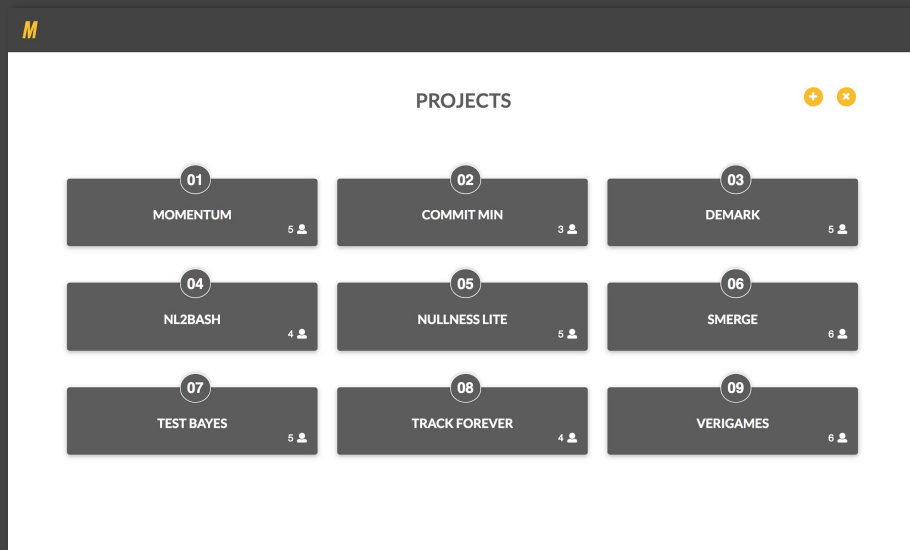 M
PROJECTS
01
MOMENTUM
5
02
COMMIT MIN
3
03
DEMARK
5
04
NL2BASH
4
05
NULLNESS LITE
5
06
SMERGE
6
07
TEST BAYES
5
08
TRACK FOREVER
4
09
VERIGAMES
6